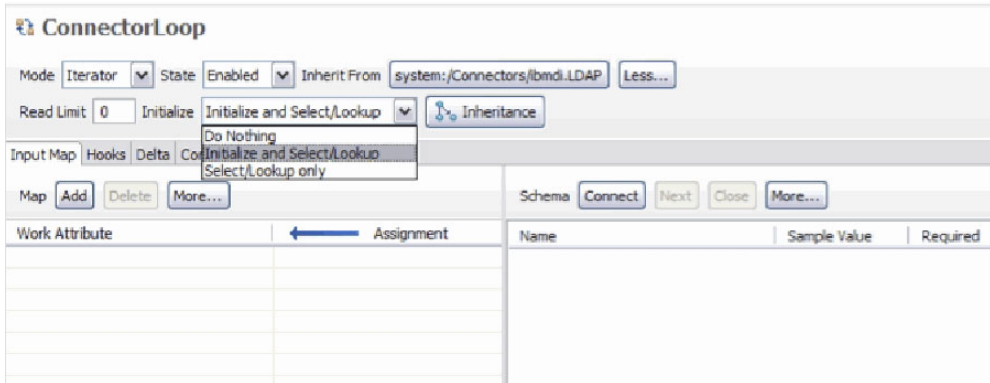 ConnectorLoop
Mode Iterator State Enabled Inherit From system:/Connectors/ibmdi.LDAP Less...
Read Limit 0 Initialize Initialize and Select/Lookup Inheritance
Do Nothing
Input Map Hooks Delta Initialize and Select/Lookup
Select/Lookup only
Map Add Delete More... Schema Connect Next Close More...
Work Attribute Assignment Name Sample Value Required